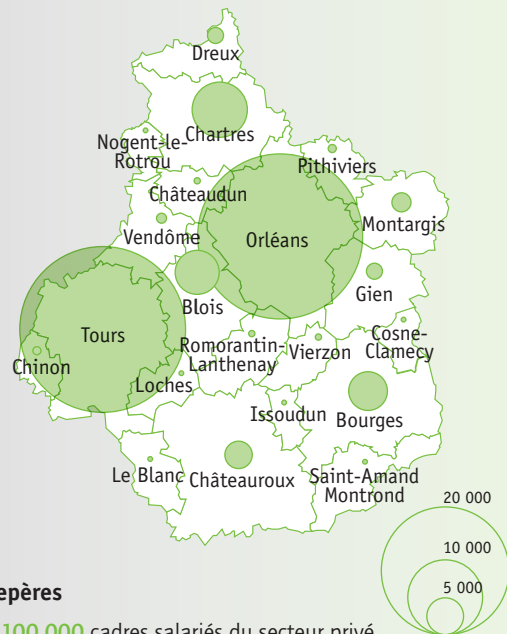 Dreux
Chartres
Nogent-le-
Rotrou
Pithiviers
Châteaudun
Montargis
Vendôme
Orléans
Gien
Blois
Tours
Romorantin-
Lanthenay
Vierzon
Cosne-
Clamecy
Chinon
Loches
Issoudun
Bourges
Le Blanc
Châteauroux
Saint-Amand
Montrond
20 000
10 000
5 000
epères
100 000 cadres salariés du secteur privé